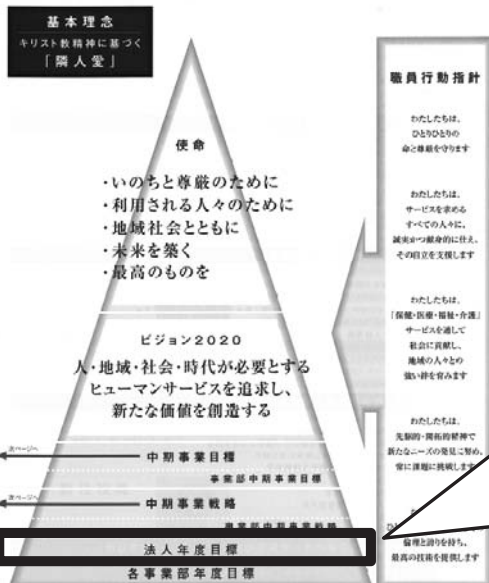 基本理念
キリスト教精神に基づく
「隣人愛」
使命
・いのちと尊厳のために
・利用される人々のために
・地域社会とともに
・未来を築く
・最高のものを
ビジョン2020
人・地域・社会・時代が必要とする
ヒューマンサービスを追求し、
新たな価値を創造する
次ページへ
中期事業目標
事業部中期事業目標
次ページへ
中期事業戦略
法人年度目標
各事業部年度目標
職員行動指針
わたしたちは、
ひとりひとりの
命と尊厳を守ります
わたしたちは、
サービスを求める
すべての人々に、
誠実かつ献身的に仕え、
その自立を支援します
わたしたちは、
「保健・医療・福祉・介護」
サービスを通して
社会に貢献し、
地域の人々との
強い絆を育みます
わたしたちは、
先駆的・開拓的精神で
新たなニーズの発見に努め、
常に課題に挑戦します
倫理と誇りを持ち、
最高の技術を提供します